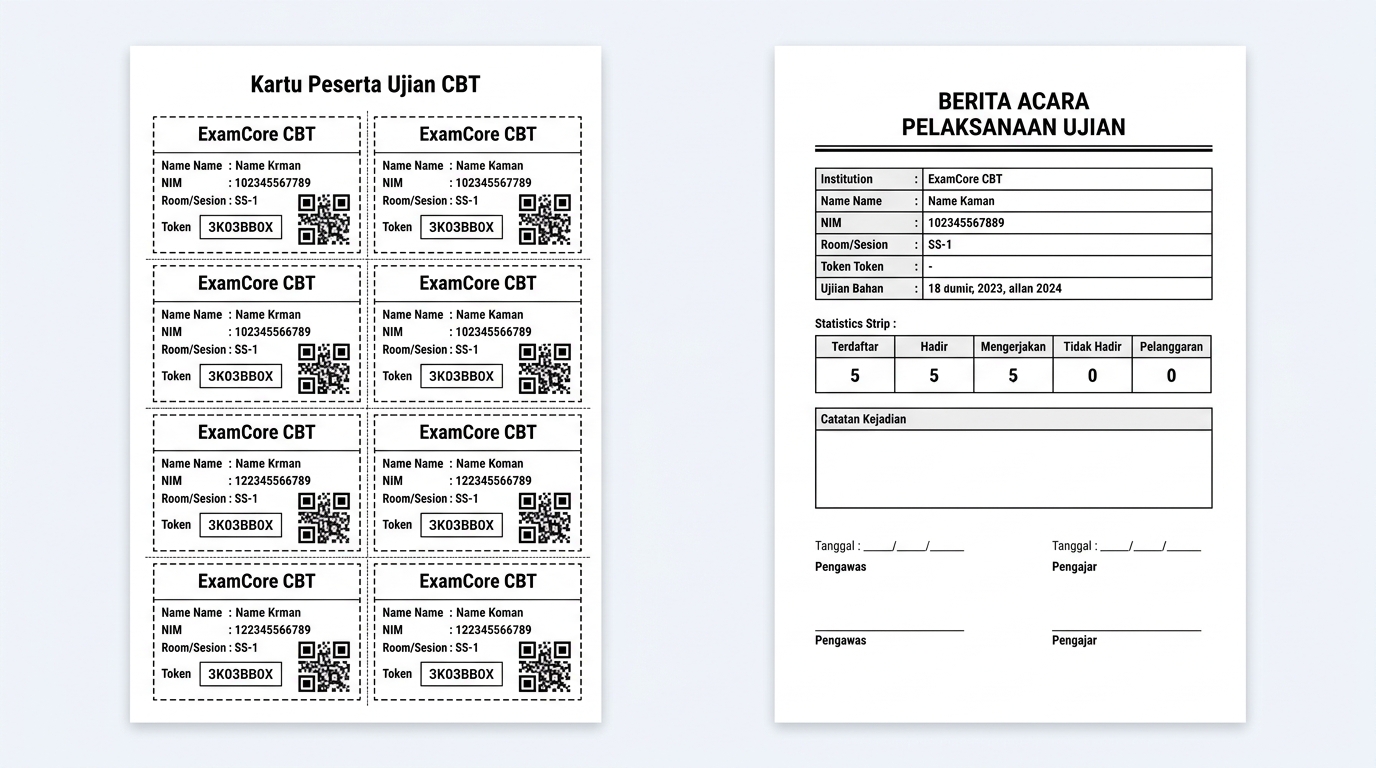 Kartu Peserta Ujian CBT
ExamCore CBT
Name Name : Name Krman
NIM : 102345567789
Room/Sesion : SS-1
Token 3K03BB0X
ExamCore CBT
Name Name : Name Kaman
NIM : 102345567789
Room/Sesion : SS-1
Token 3K03BB0X
ExamCore CBT
Name Name : Name Krman
NIM : 102345566789
Room/Sesion : SS-1
Token 3K03BB0X
ExamCore CBT
Name Name : Name Kaman
NIM : 102345566789
Room/Sesion : SS-1
Token 3K03BB0X
ExamCore CBT
Name Name : Name Krman
NIM : 122345566789
Room/Sesion : SS-1
Token 3K03BB0X
ExamCore CBT
Name Name : Name Koman
NIM : 122345566789
Room/Sesion : SS-1
Token 3K03BB0X
ExamCore CBT
Name Name : Name Krman
NIM : 122345566789
Room/Sesion : SS-1
Token 3K03BB0X
ExamCore CBT
Name Name : Name Koman
NIM : 122345566789
Room/Sesion : SS-1
Token 3K03BB0X
BERITA ACARA
PELAKSANAAN UJIAN
Institution : ExamCore CBT
Name Name : Name Kaman
NIM : 102345567889
Room/Sesion : SS-1
Token Token : -
Ujiian Bahan : 18 dumir, 2023, allan 2024
Statistics Strip :
Terdaftar Hadir Mengerjakan Tidak Hadir Pelanggaran
5 5 5 0 0
Catatan Kejadian
Tanggal : ____/____/____ Tanggal : ____/____/____
Pengawas Pengajar
Pengawas Pengajar